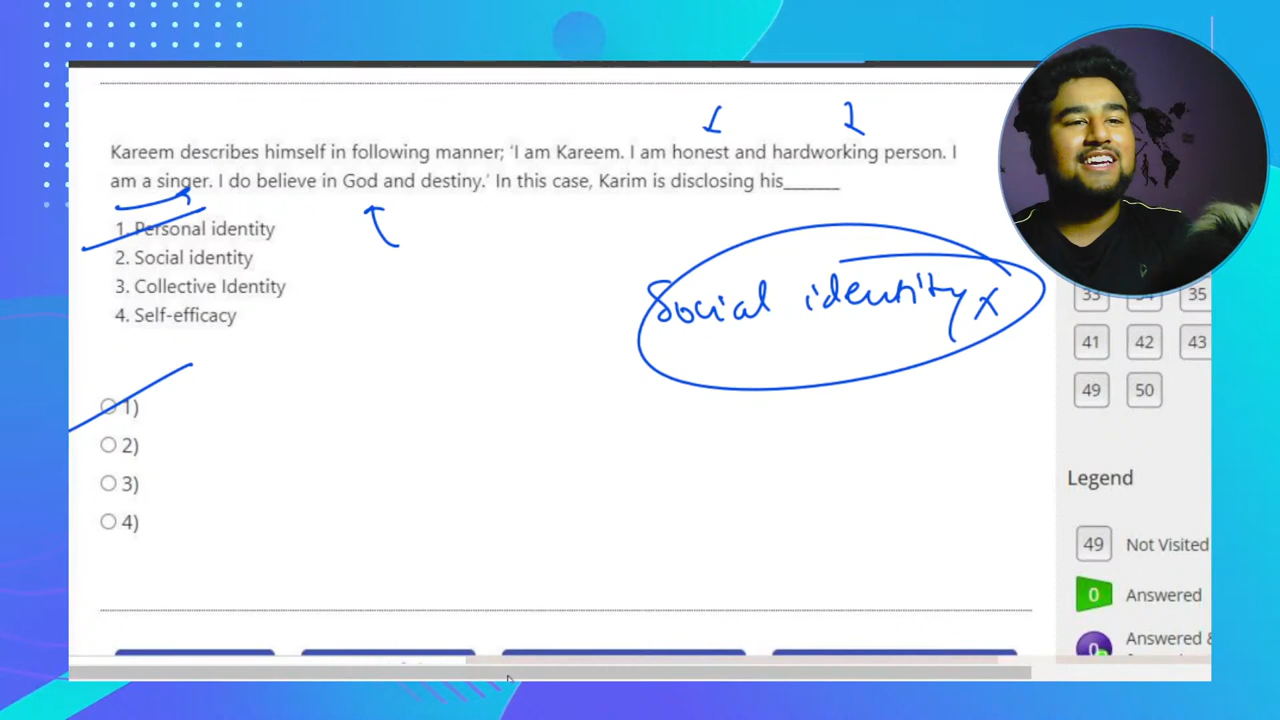 Kareem describes himself in following manner; 'I am Kareem. I am honest and hardworking person. I
am a singer. I do believe in God and destiny.' In this case, Karim is disclosing his______
1. Personal identity
2. Social identity
3. Collective Identity
4. Self-efficacy
Social identity x
1)
2)
3)
4)
33 34 35
41 42 43
49 50
Legend
49 Not Visited
0 Answered
0 Answered &